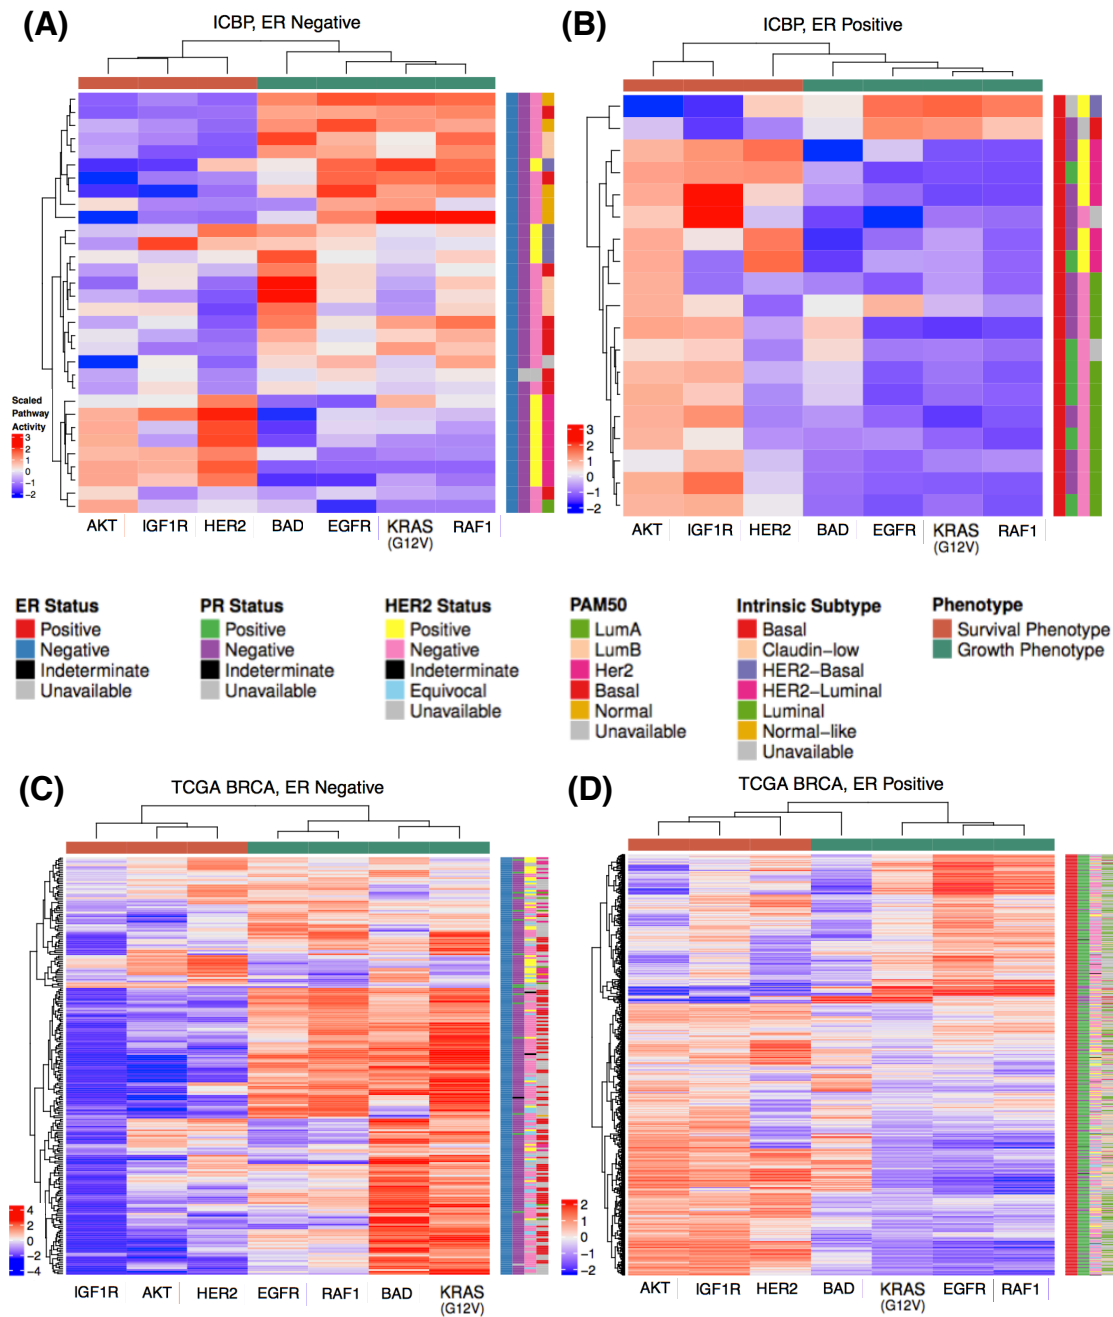 (A)
ICBP, ER Negative
Scaled
Pathway
Activity
3
2
1
0
−1
−2
AKT IGF1R HER2 BAD EGFR KRAS RAF1
(G12V)
(B)
ICBP, ER Positive
3
2
1
0
−1
−2
AKT IGF1R HER2 BAD EGFR KRAS RAF1
(G12V)
ER Status
Positive
Negative
Indeterminate
Unavailable
PR Status
Positive
Negative
Indeterminate
Unavailable
HER2 Status
Positive
Negative
Indeterminate
Equivocal
Unavailable
PAM50
LumA
LumB
Her2
Basal
Normal
Unavailable
Intrinsic Subtype
Basal
Claudin−low
HER2−Basal
HER2−Luminal
Luminal
Normal−like
Unavailable
Phenotype
Survival Phenotype
Growth Phenotype
(C)
TCGA BRCA, ER Negative
4
2
0
−2
−4
IGF1R AKT HER2 EGFR RAF1 BAD KRAS
(G12V)
(D)
TCGA BRCA, ER Positive
2
1
0
−1
−2
AKT IGF1R HER2 BAD KRAS EGFR RAF1
(G12V)